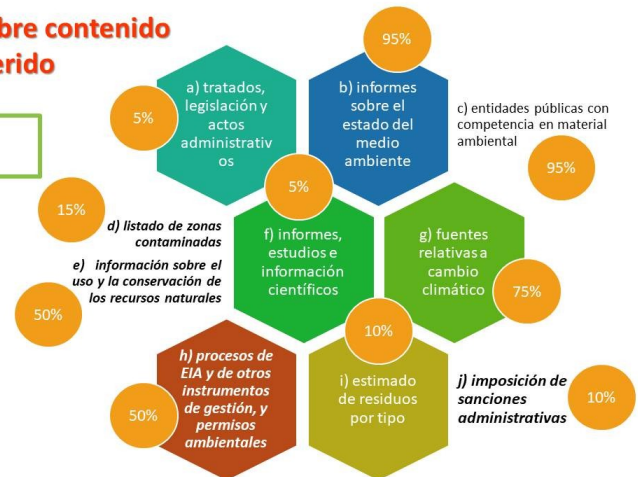 bre contenido
erido
95%
a) tratados,
legislación y
actos
administrativ
os
5%
b) informes
sobre el
estado del
medio
ambiente
c) entidades públicas con
competencia en material
ambiental
95%
5%
15%
d) listado de zonas
contaminadas
e) información sobre el
uso y la conservación de
los recursos naturales
50%
f) informes,
estudios e
información
científicos
g) fuentes
relativas a
cambio
climático
75%
10%
h) procesos de
EIA y de otros
instrumentos
de gestión, y
permisos
ambientales
50%
i) estimado
de residuos
por tipo
j) imposición de
sanciones
administrativas
10%